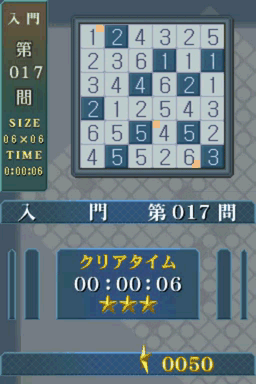 入門
第
017
問
SIZE
06×06
TIME
0:00:06
1 2 4 3 2 5
2 3 6 1 1 1
3 4 4 6 2 1
2 1 2 5 4 3
6 5 5 4 5 2
4 5 5 2 6 3
入 門 第017問
クリアタイム
00:00:06
★★★
0050